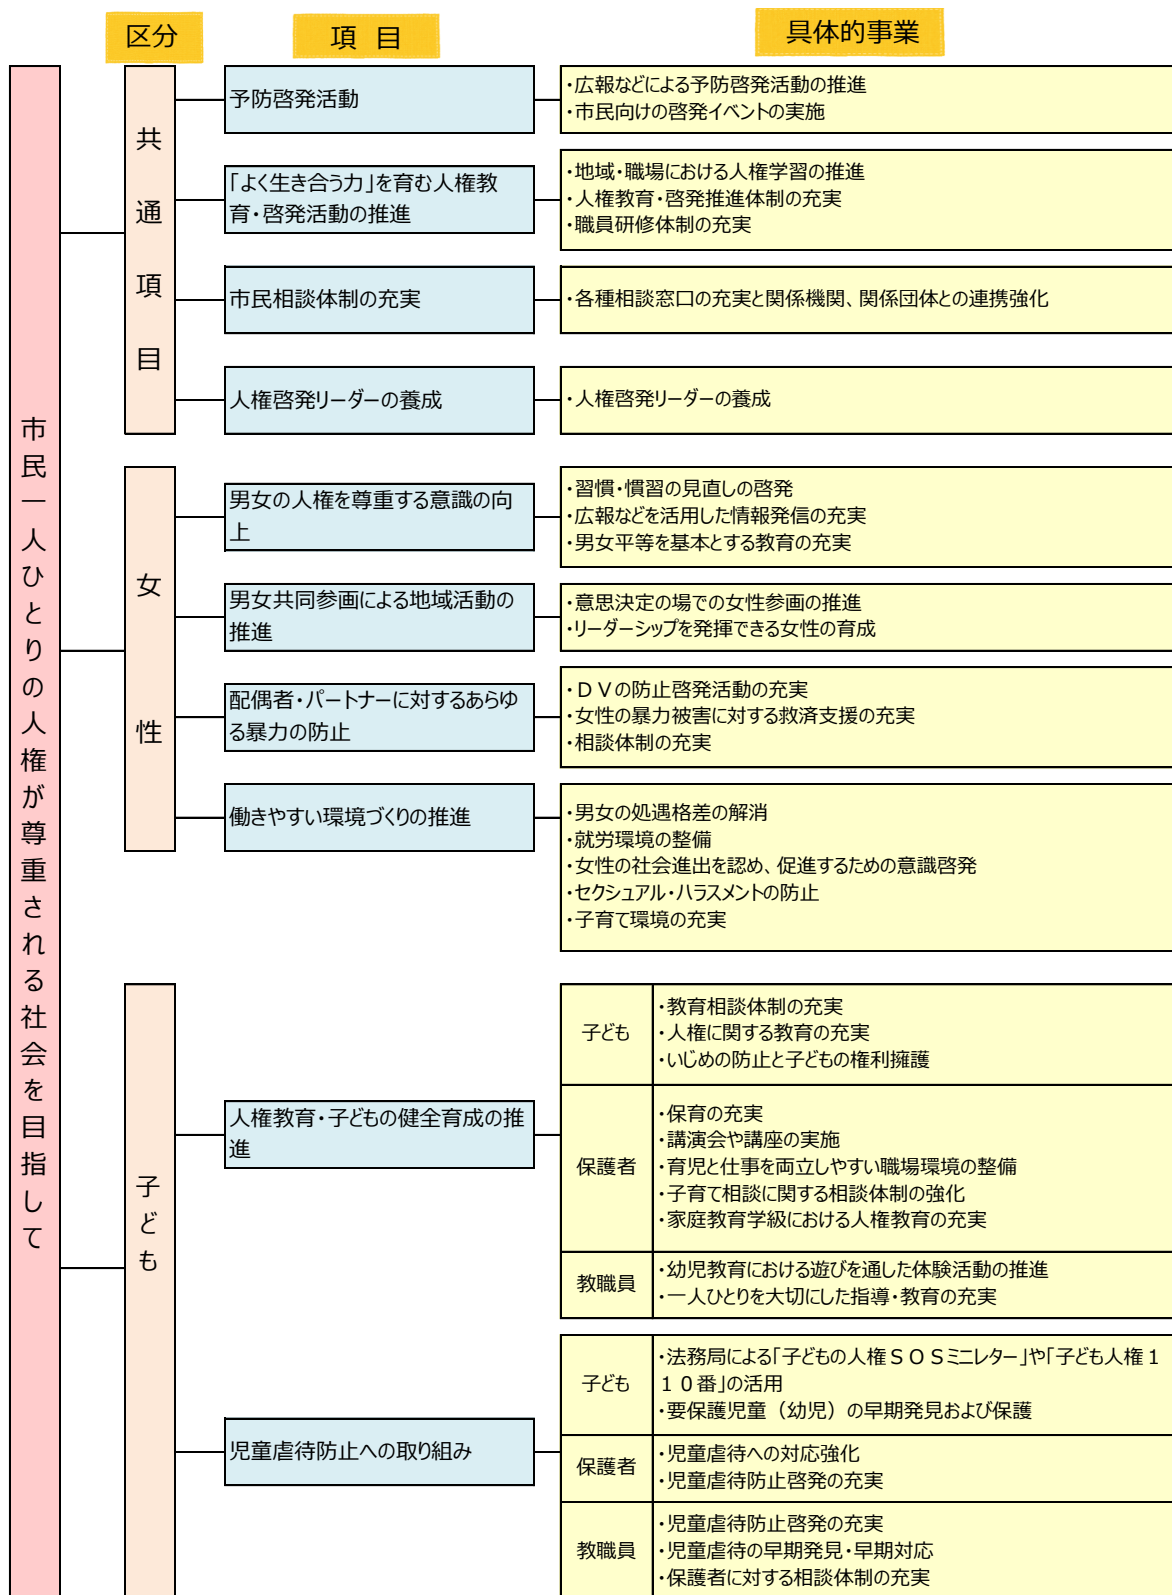 区分
項 目
具体的事業
市民一人ひとりの人権が尊重される社会を目指して
共通項目
予防啓発活動
・広報などによる予防啓発活動の推進
・市民向けの啓発イベントの実施
「よく生き合う力」を育む人権教
育・啓発活動の推進
・地域・職場における人権学習の推進
・人権教育・啓発推進体制の充実
・職員研修体制の充実
市民相談体制の充実
・各種相談窓口の充実と関係機関、関係団体との連携強化
人権啓発リーダーの養成
・人権啓発リーダーの養成
女性
男女の人権を尊重する意識の向
上
・習慣・慣習の見直しの啓発
・広報などを活用した情報発信の充実
・男女平等を基本とする教育の充実
男女共同参画による地域活動の
推進
・意思決定の場での女性参画の推進
・リーダーシップを発揮できる女性の育成
配偶者・パートナーに対するあらゆ
る暴力の防止
・ＤＶの防止啓発活動の充実
・女性の暴力被害に対する救済支援の充実
・相談体制の充実
働きやすい環境づくりの推進
・男女の処遇格差の解消
・就労環境の整備
・女性の社会進出を認め、促進するための意識啓発
・セクシュアル・ハラスメントの防止
・子育て環境の充実
子ども
人権教育・子どもの健全育成の推
進
子ども
・教育相談体制の充実
・人権に関する教育の充実
・いじめの防止と子どもの権利擁護
保護者
・保育の充実
・講演会や講座の実施
・育児と仕事を両立しやすい職場環境の整備
・子育て相談に関する相談体制の強化
・家庭教育学級における人権教育の充実
教職員
・幼児教育における遊びを通した体験活動の推進
・一人ひとりを大切にした指導・教育の充実
児童虐待防止への取り組み
子ども
・法務局による「子どもの人権ＳＯＳミニレター」や「子ども人権１
１０番」の活用
・要保護児童（幼児）の早期発見および保護
保護者
・児童虐待への対応強化
・児童虐待防止啓発の充実
教職員
・児童虐待防止啓発の充実
・児童虐待の早期発見・早期対応
・保護者に対する相談体制の充実